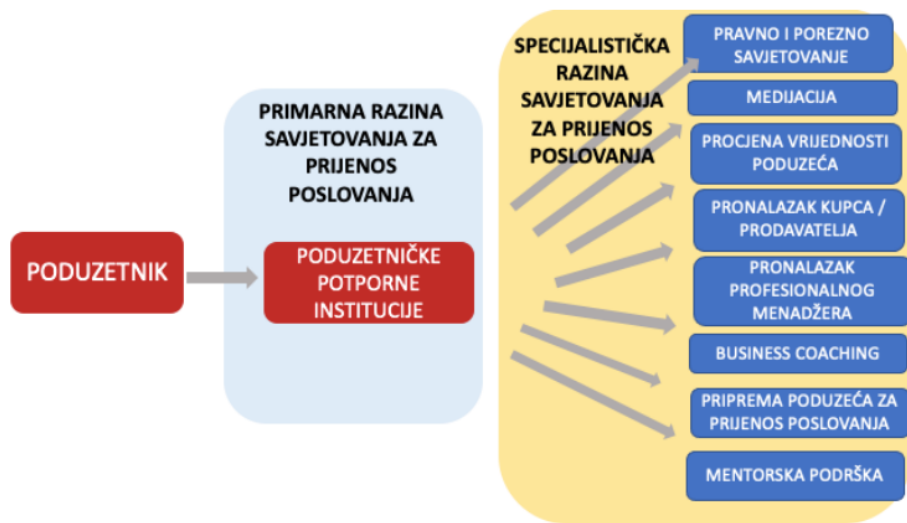 PODUZETNIK
PRIMARNA RAZINA
SAVJETOVANJA ZA
PRIJENOS
POSLOVANJA
PODUZETNIČKE
POTPORNE
INSTITUCIJE
SPECIJALISTIČKA
RAZINA
SAVJETOVANJA
ZA PRIJENOS
POSLOVANJA
PRAVNO I POREZNO
SAVJETOVANJE
MEDIJACIJA
PROCJENA VRIJEDNOSTI
PODUZEĆA
PRONALAZAK KUPCA /
PRODAVATELJA
PRONALAZAK
PROFESIONALNOG
MENADŽERA
BUSINESS COACHING
PRIPREMA PODUZEĆA ZA
PRIJENOS POSLOVANJA
MENTORSKA PODRŠKA